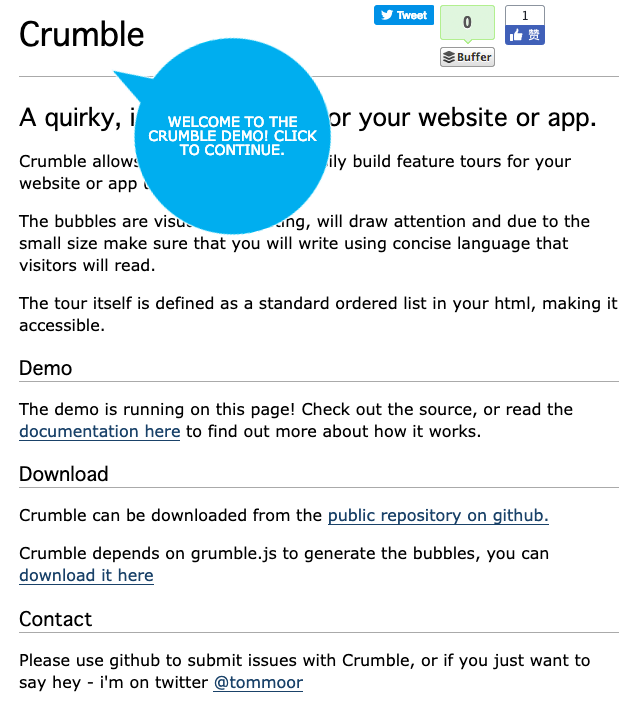 Crumble
Tweet
0
Buffer
1
赞
WELCOME TO THE
CRUMBLE DEMO! CLICK
TO CONTINUE.
A quirky, or your website or app.
Crumble allows build feature tours for your
website or app
The bubbles are will draw attention and due to the
small size make sure that you will write using concise language that
visitors will read.
The tour itself is defined as a standard ordered list in your html, making it
accessible.
Demo
The demo is running on this page! Check out the source, or read the
documentation here to find out more about how it works.
Download
Crumble can be downloaded from the public repository on github.
Crumble depends on grumble.js to generate the bubbles, you can
download it here
Contact
Please use github to submit issues with Crumble, or if you just want to
say hey - i'm on twitter @tommoor